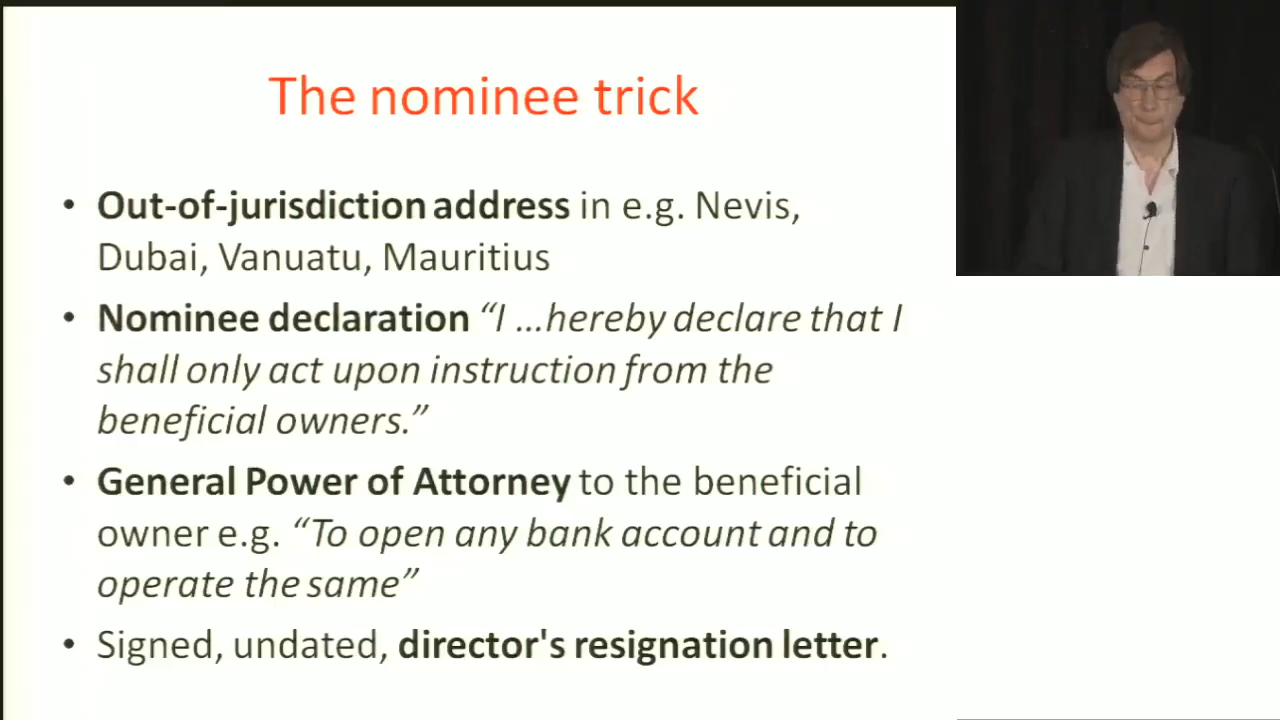 The nominee trick
• Out-of-jurisdiction address in e.g. Nevis,
Dubai, Vanuatu, Mauritius
• Nominee declaration “I ...hereby declare that I
shall only act upon instruction from the
beneficial owners.”
• General Power of Attorney to the beneficial
owner e.g. “To open any bank account and to
operate the same”
• Signed, undated, director's resignation letter.